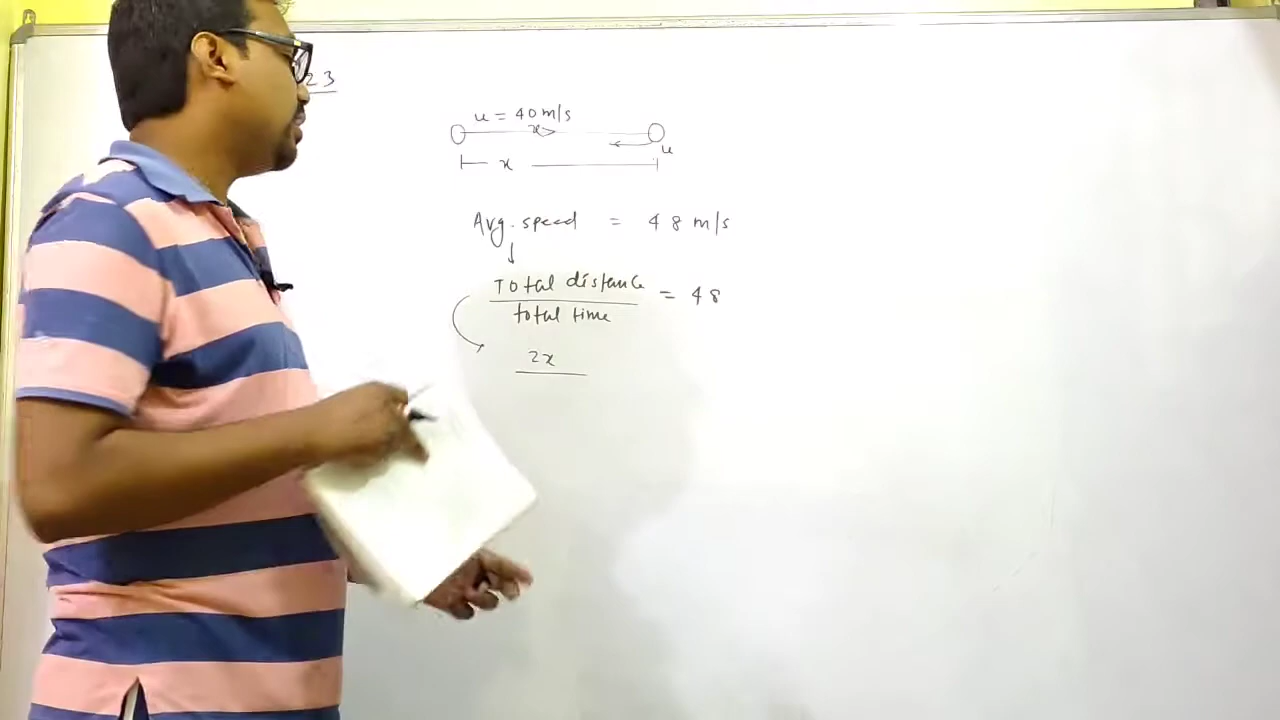 23
u = 40 m/s
x
u
x
Avg. speed = 48 m/s
Total distance
= 48
total time
2x